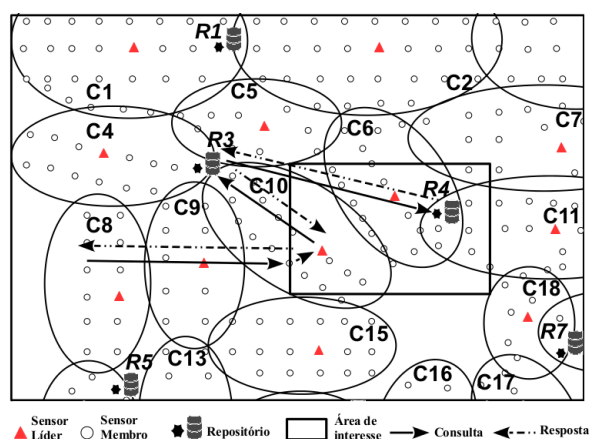 R1
C1
C5
C2
C4
R3
C6
C7
C10
R4
C8
C9
C11
C18
C15
R7
R5
C13
C16
C17
Sensor Líder
Sensor Membro
Repositório
Área de interesse
Consulta
Resposta